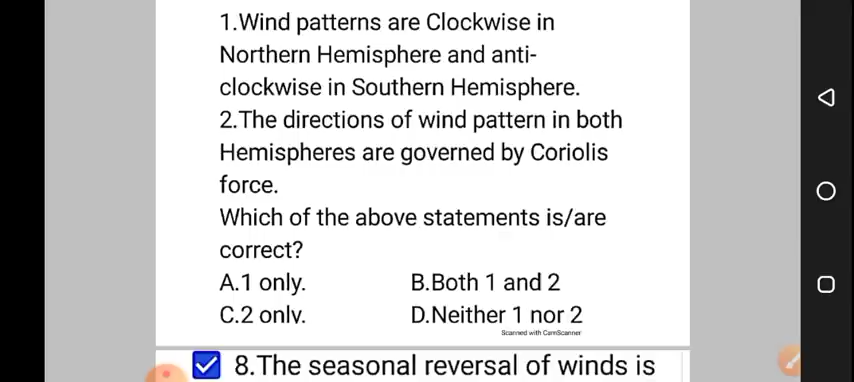 1.Wind patterns are Clockwise in
Northern Hemisphere and anti-
clockwise in Southern Hemisphere.
2.The directions of wind pattern in both
Hemispheres are governed by Coriolis
force.
Which of the above statements is/are
correct?
A.1 only. B.Both 1 and 2
C.2 only. D.Neither 1 nor 2
Scanned with CamScanner
8.The seasonal reversal of winds is